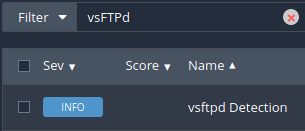 Filter vsFTPd
Sev Score Name
INFO vsftpd Detection